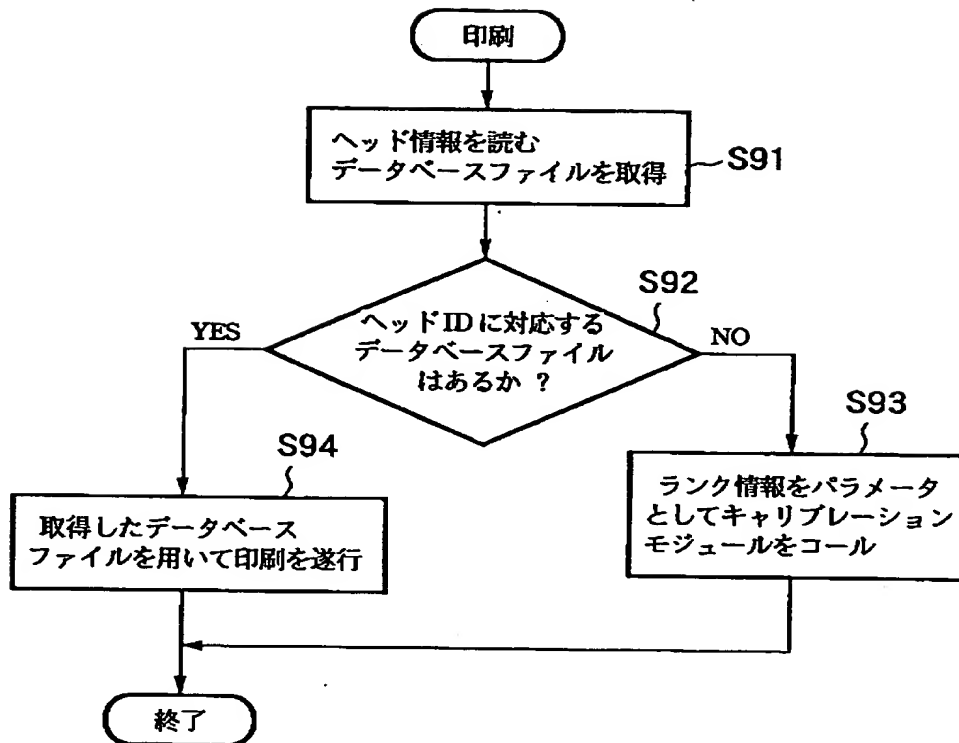 印刷
ヘッド情報を読む
データベースファイルを取得
S91
S92
ヘッドIDに対応する
データベースファイル
はあるか ?
YES
NO
S93
ランク情報をパラメータ
としてキャリブレーション
モジュールをコール
S94
取得したデータベース
ファイルを用いて印刷を遂行
終了